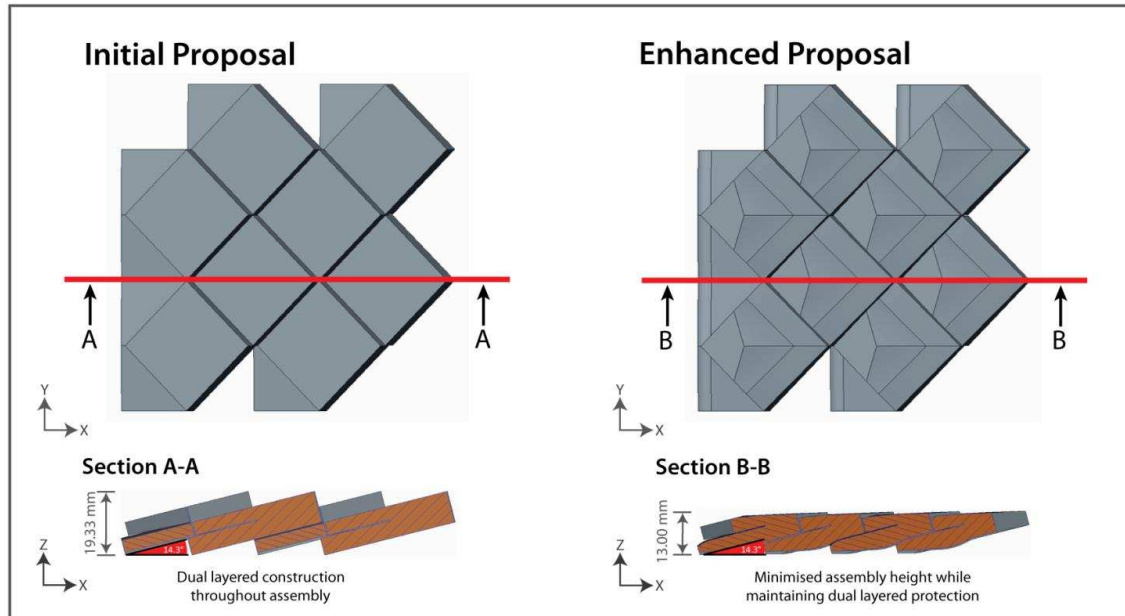 Initial Proposal
Enhanced Proposal
A
A
B
B
Y
X
Y
X
Section A-A
Section B-B
19.33 mm
14.3°
Z
X
13.00 mm
14.3°
Z
X
Dual layered construction
throughout assembly
Minimised assembly height while
maintaining dual layered protection